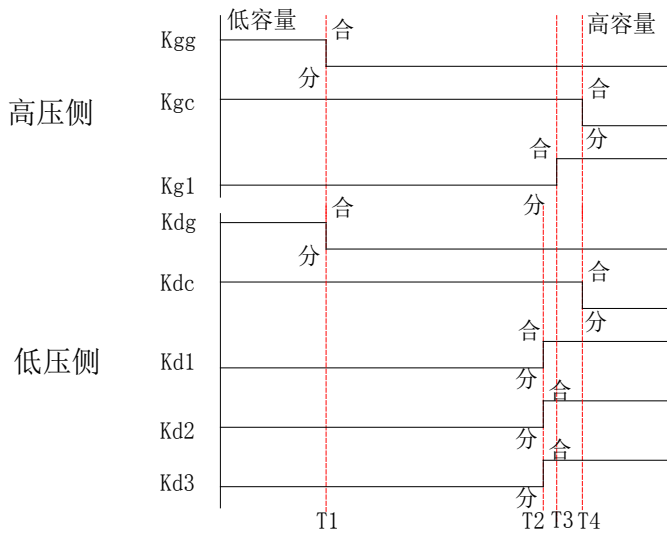 低容量
高容量
Kgg
合
分
高压侧
Kgc
合
分
Kg1
合
分
Kdg
合
分
Kdc
合
分
低压侧
Kd1
合
分
Kd2
合
分
Kd3
合
分
T1
T2
T3
T4